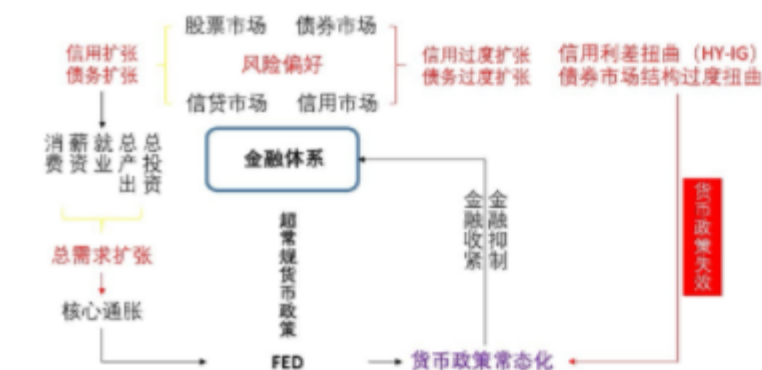 股票市场 债券市场
信用扩张
债务扩张
风险偏好
信用过度扩张
债务过度扩张
信用利差扭曲（HY-IG）
债券市场结构过度扭曲
信贷市场 信用市场
消费
薪资
就业
总产出
总投资
金融体系
总需求扩张
核心通胀
超常规货币政策
FED
金融收紧
金融抑制
货币政策常态化
货币政策失效